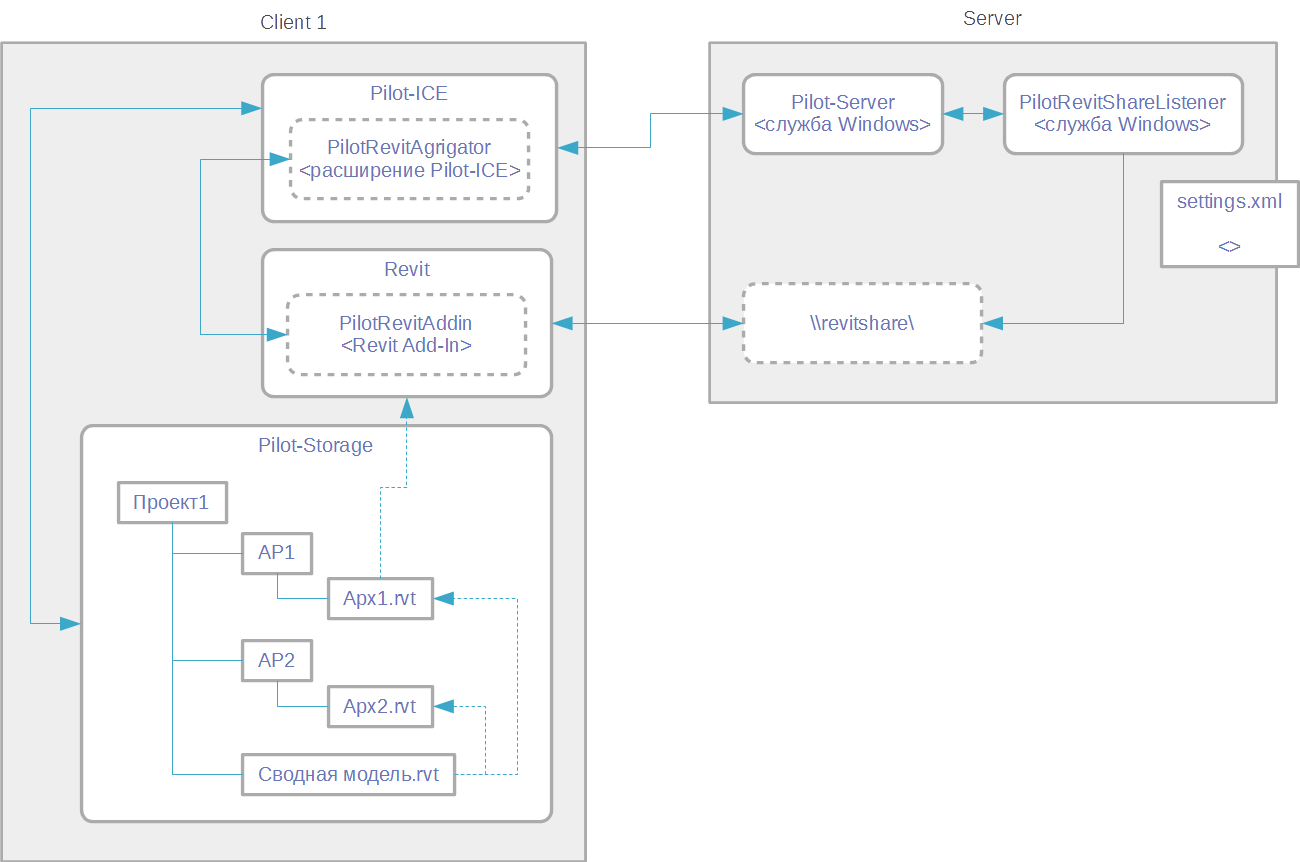 Client 1
Pilot-ICE
PilotRevitAgrigator
<расширение Pilot-ICE>
Revit
PilotRevitAddin
<Revit Add-In>
Pilot-Storage
Проект1
АР1
Арх1.rvt
АР2
Арх2.rvt
Сводная модель.rvt
Server
Pilot-Server
<служба Windows>
PilotRevitShareListener
<служба Windows>
settings.xml
<>
\\revitshare\